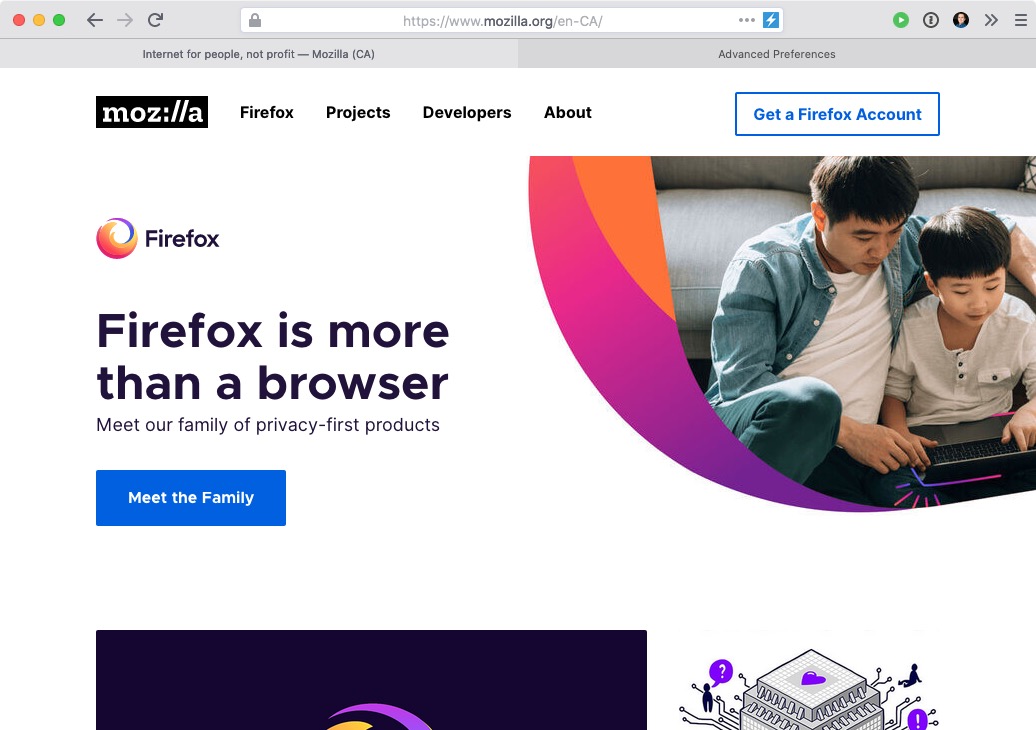 https://www.mozilla.org/en-CA/
Internet for people, not profit — Mozilla (CA)
Advanced Preferences
moz://a
Firefox
Projects
Developers
About
Get a Firefox Account
Firefox
Firefox is more
than a browser
Meet our family of privacy-first products
Meet the Family
?
!